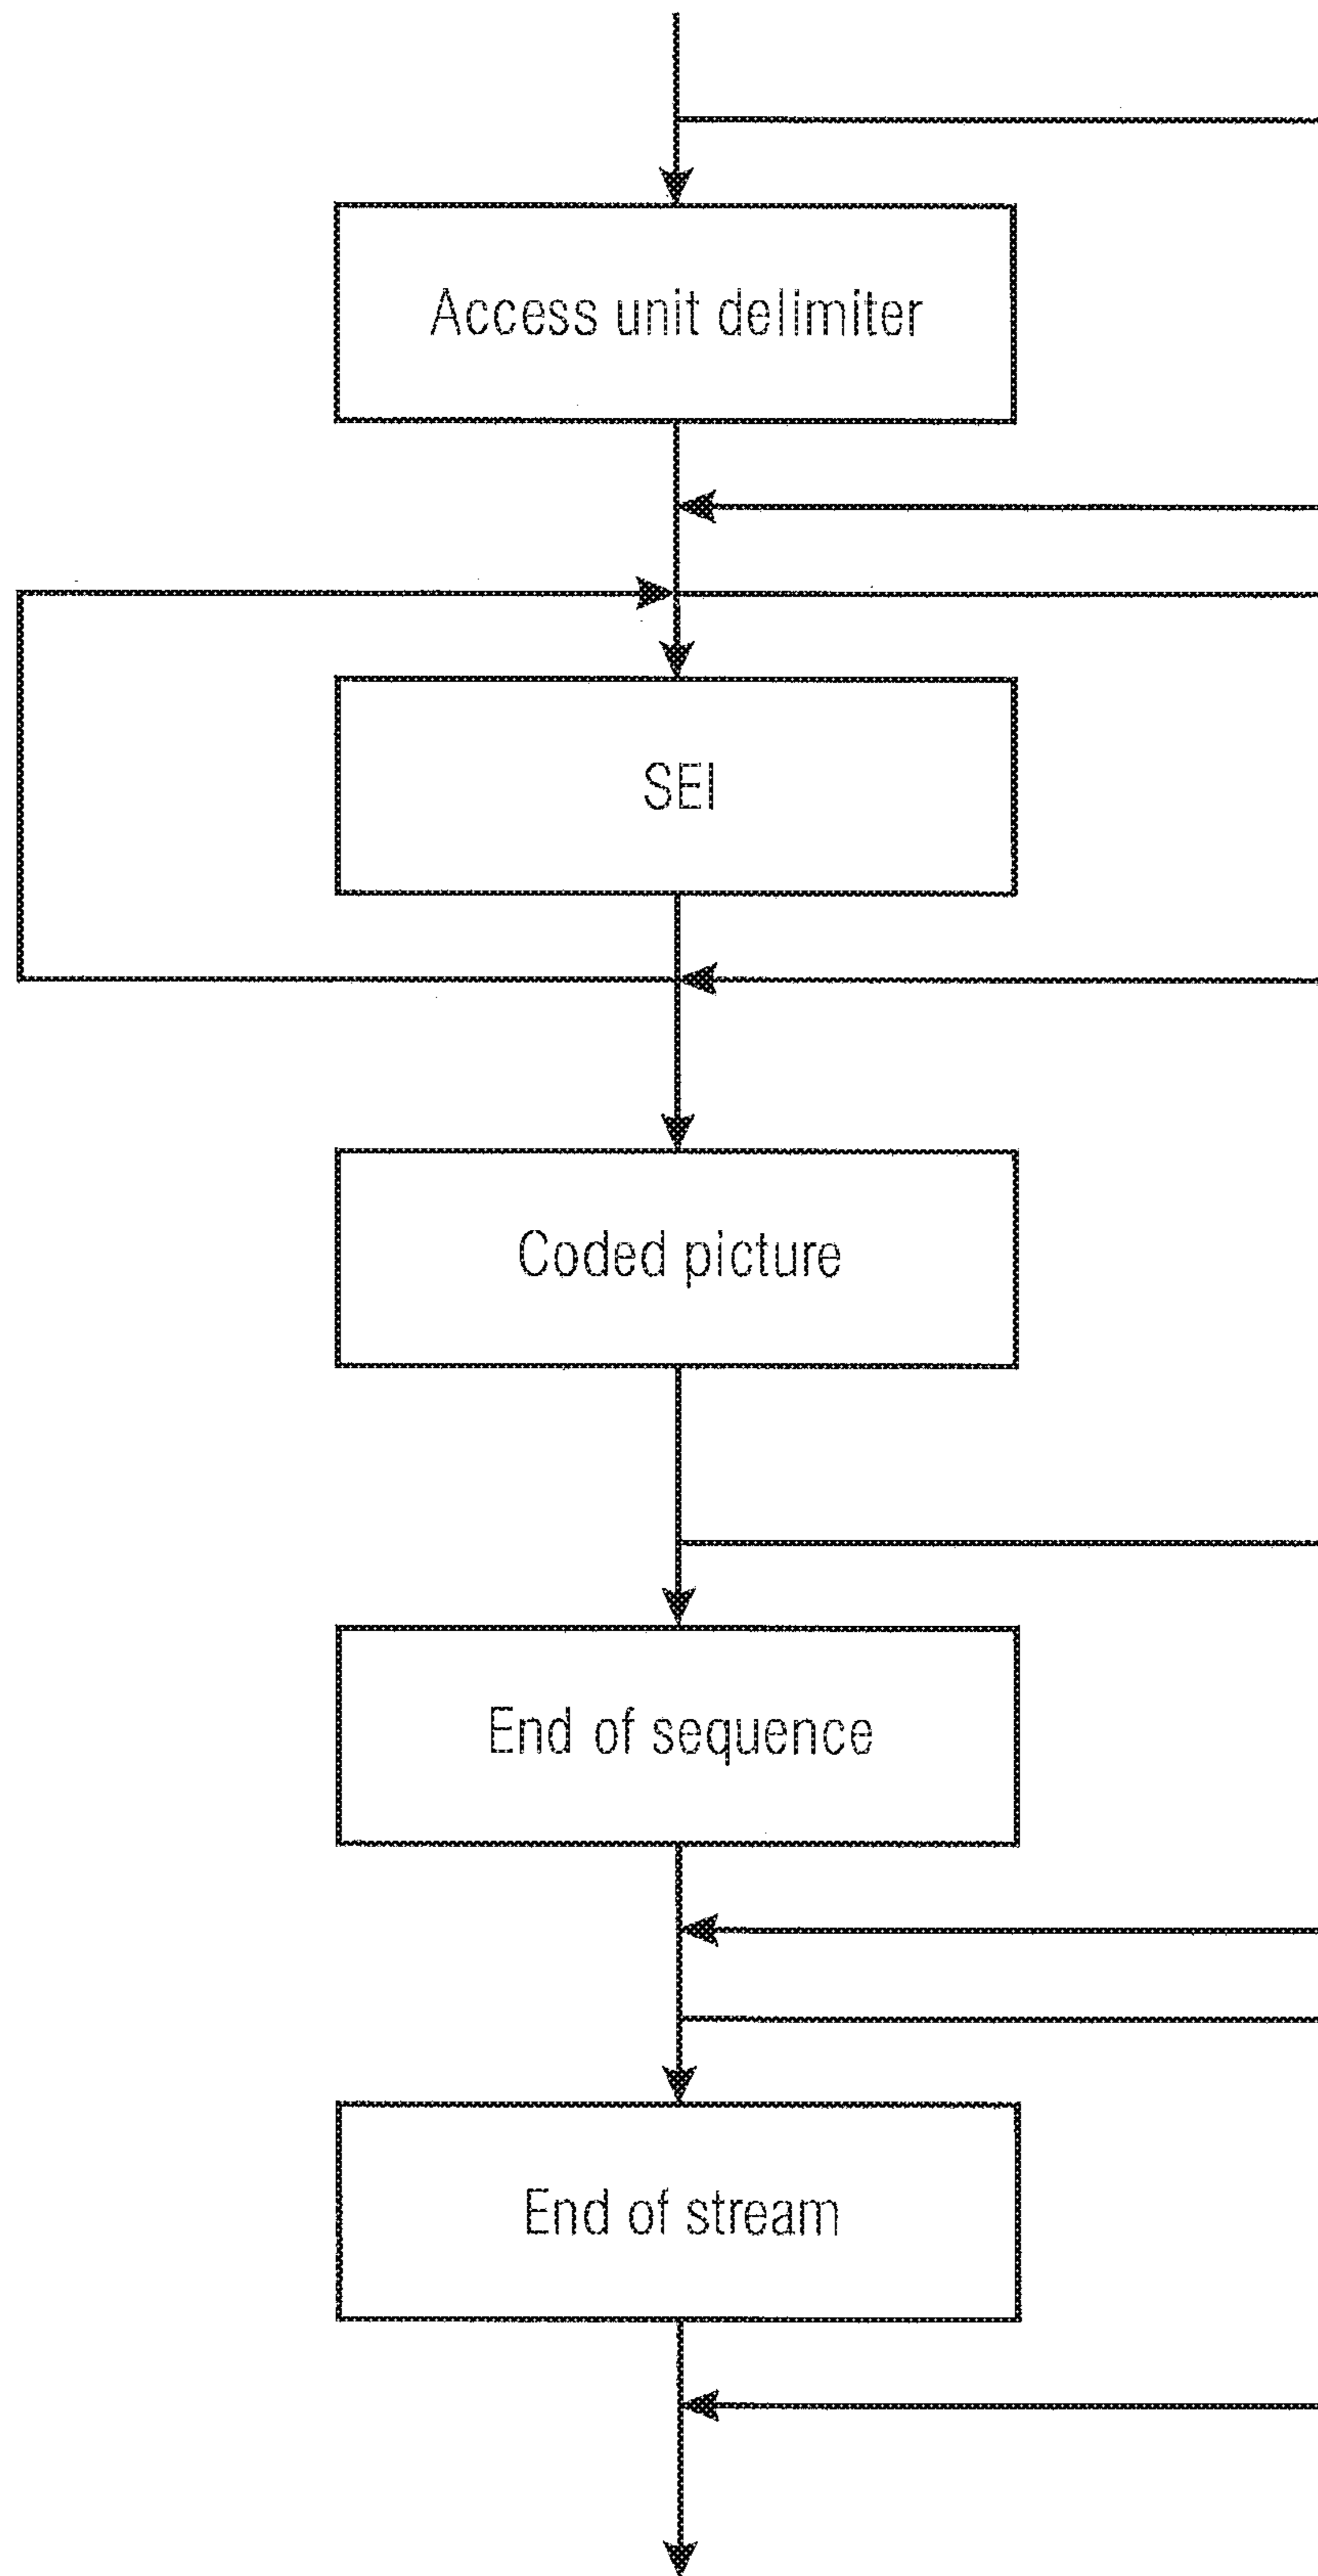 Access unit delimiter
SEI
Coded picture
End of sequence
End of stream